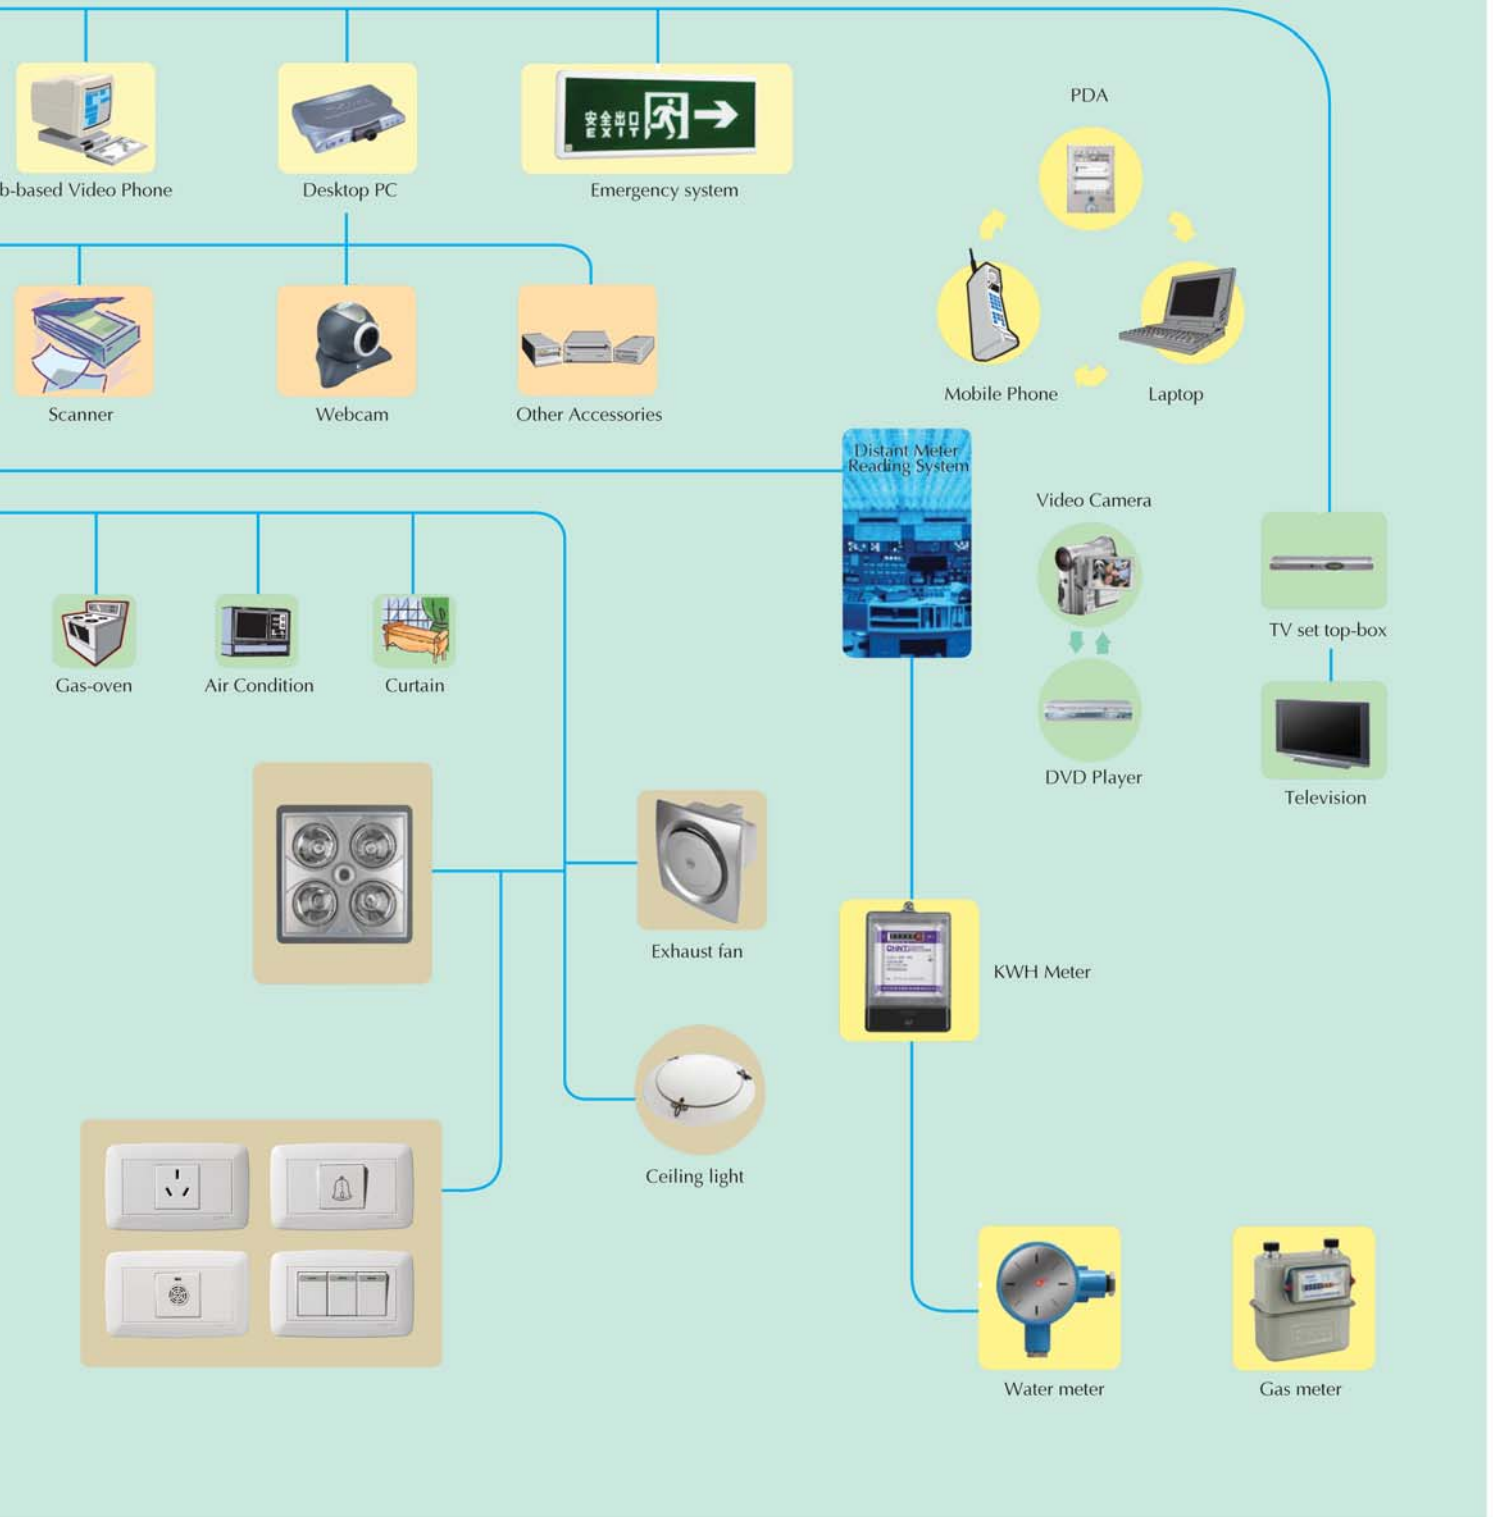 安全出口
EXIT
PDA
b-based Video Phone
Desktop PC
Emergency system
Mobile Phone
Laptop
Scanner
Webcam
Other Accessories
Distant Meter
Reading System
Video Camera
TV set top-box
Gas-oven
Air Condition
Curtain
DVD Player
Television
Exhaust fan
KWH Meter
CHNT
Ceiling light
Water meter
Gas meter